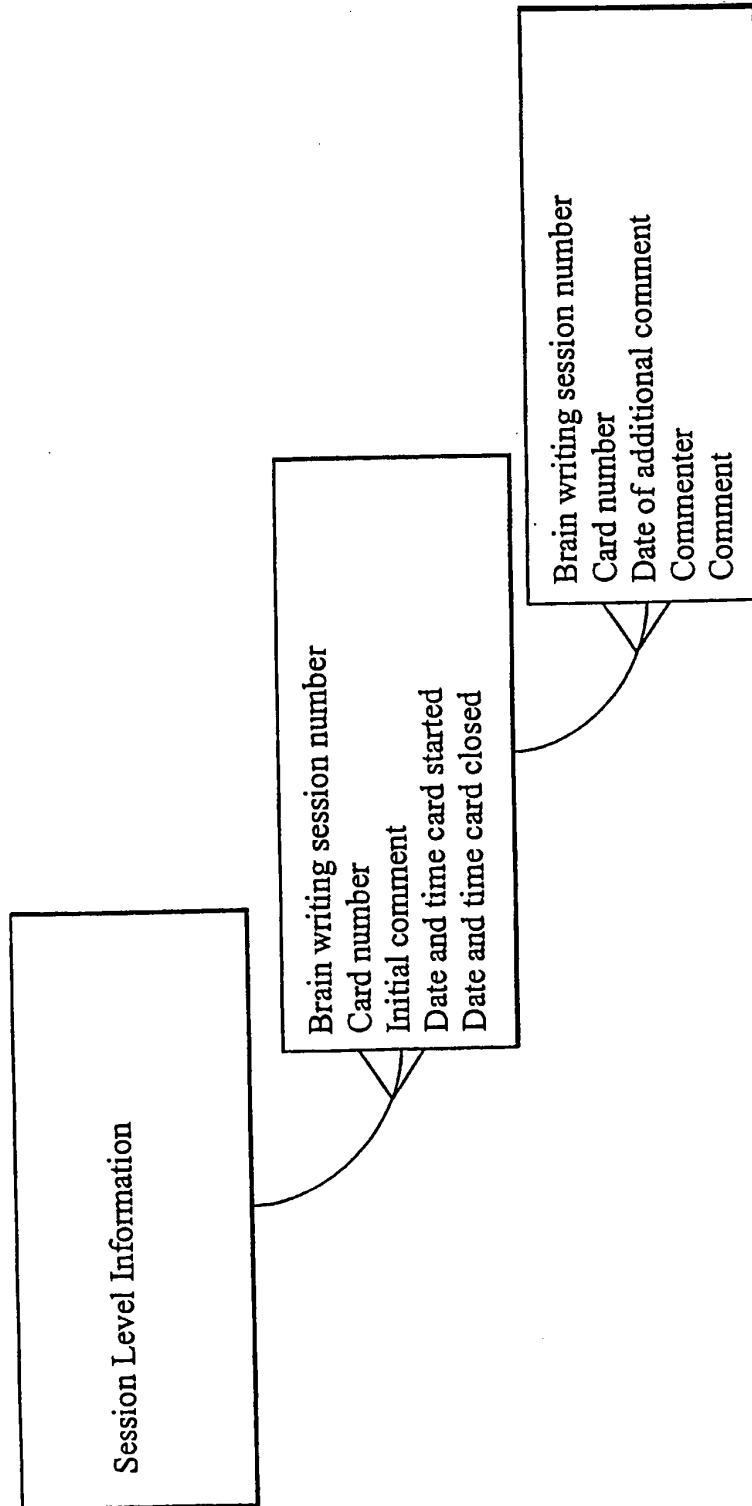 Session Level Information
Brain writing session number
Card number
Initial comment
Date and time card started
Date and time card closed
Brain writing session number
Card number
Date of additional comment
Commenter
Comment